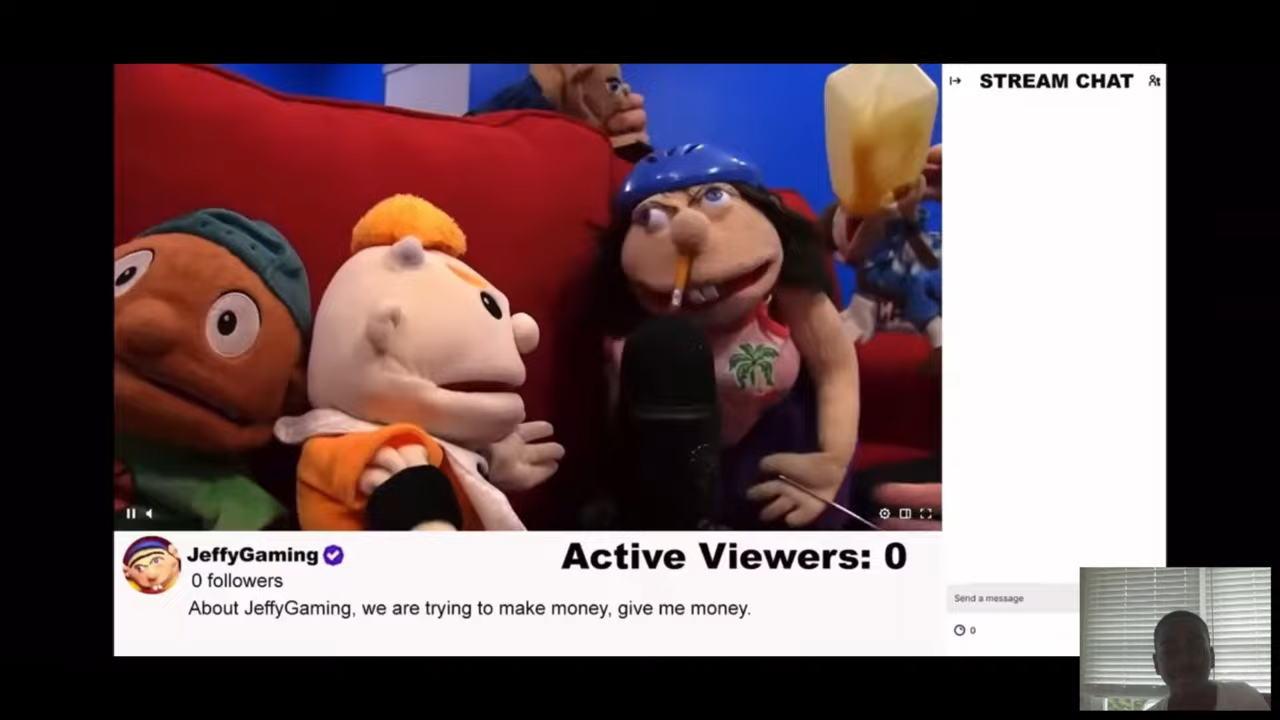 STREAM CHAT
JeffyGaming
Active Viewers: 0
0 followers
About JeffyGaming, we are trying to make money, give me money.
Send a message
0